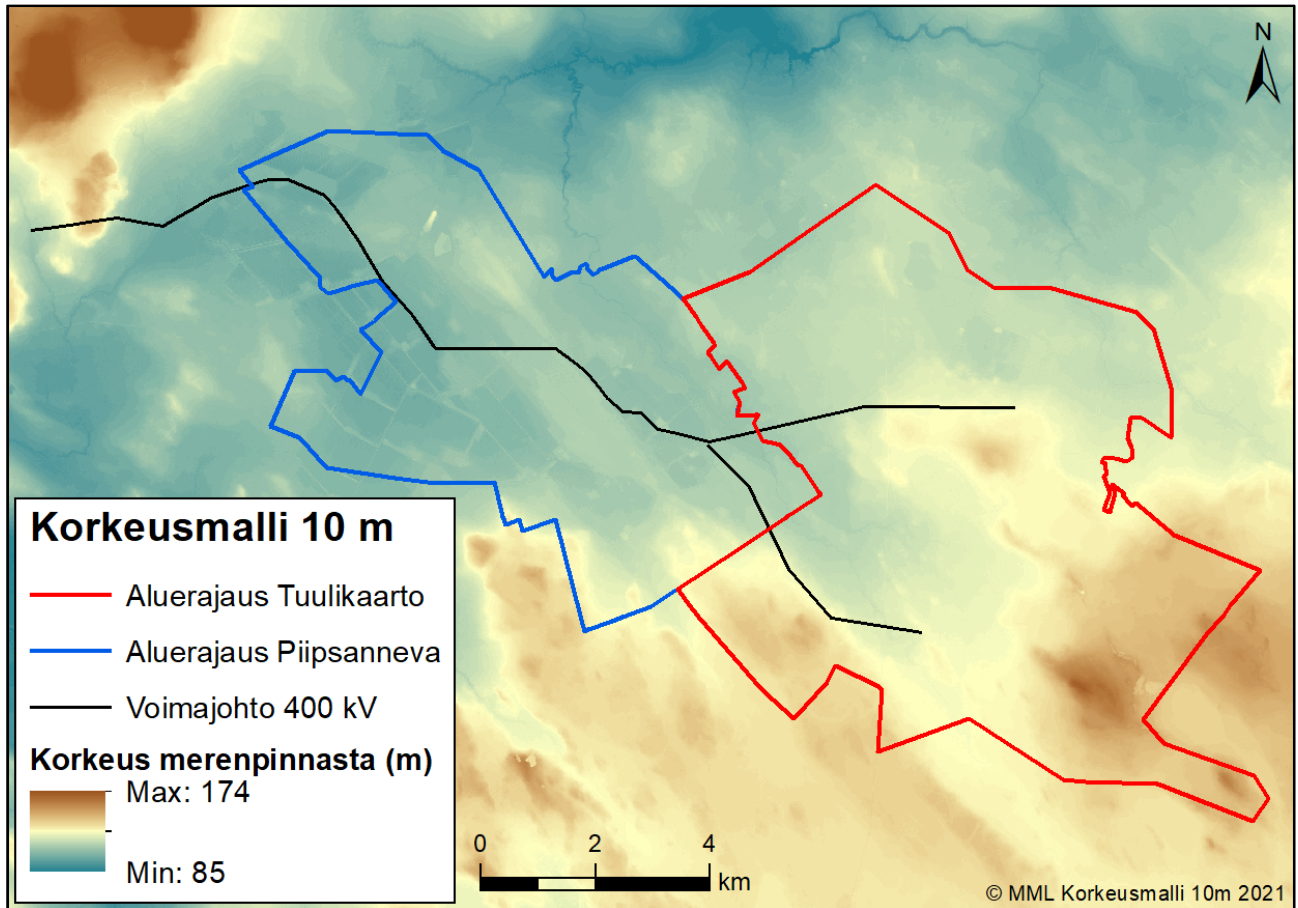 N
Korkeusmalli 10 m
Aluerajaus Tuulikaarto
Aluerajaus Piipsanneva
Voimajohto 400 kV
Korkeus merenpinnasta (m)
Max: 174
Min: 85
0 2 4
km
© MML Korkeusmalli 10m 2021